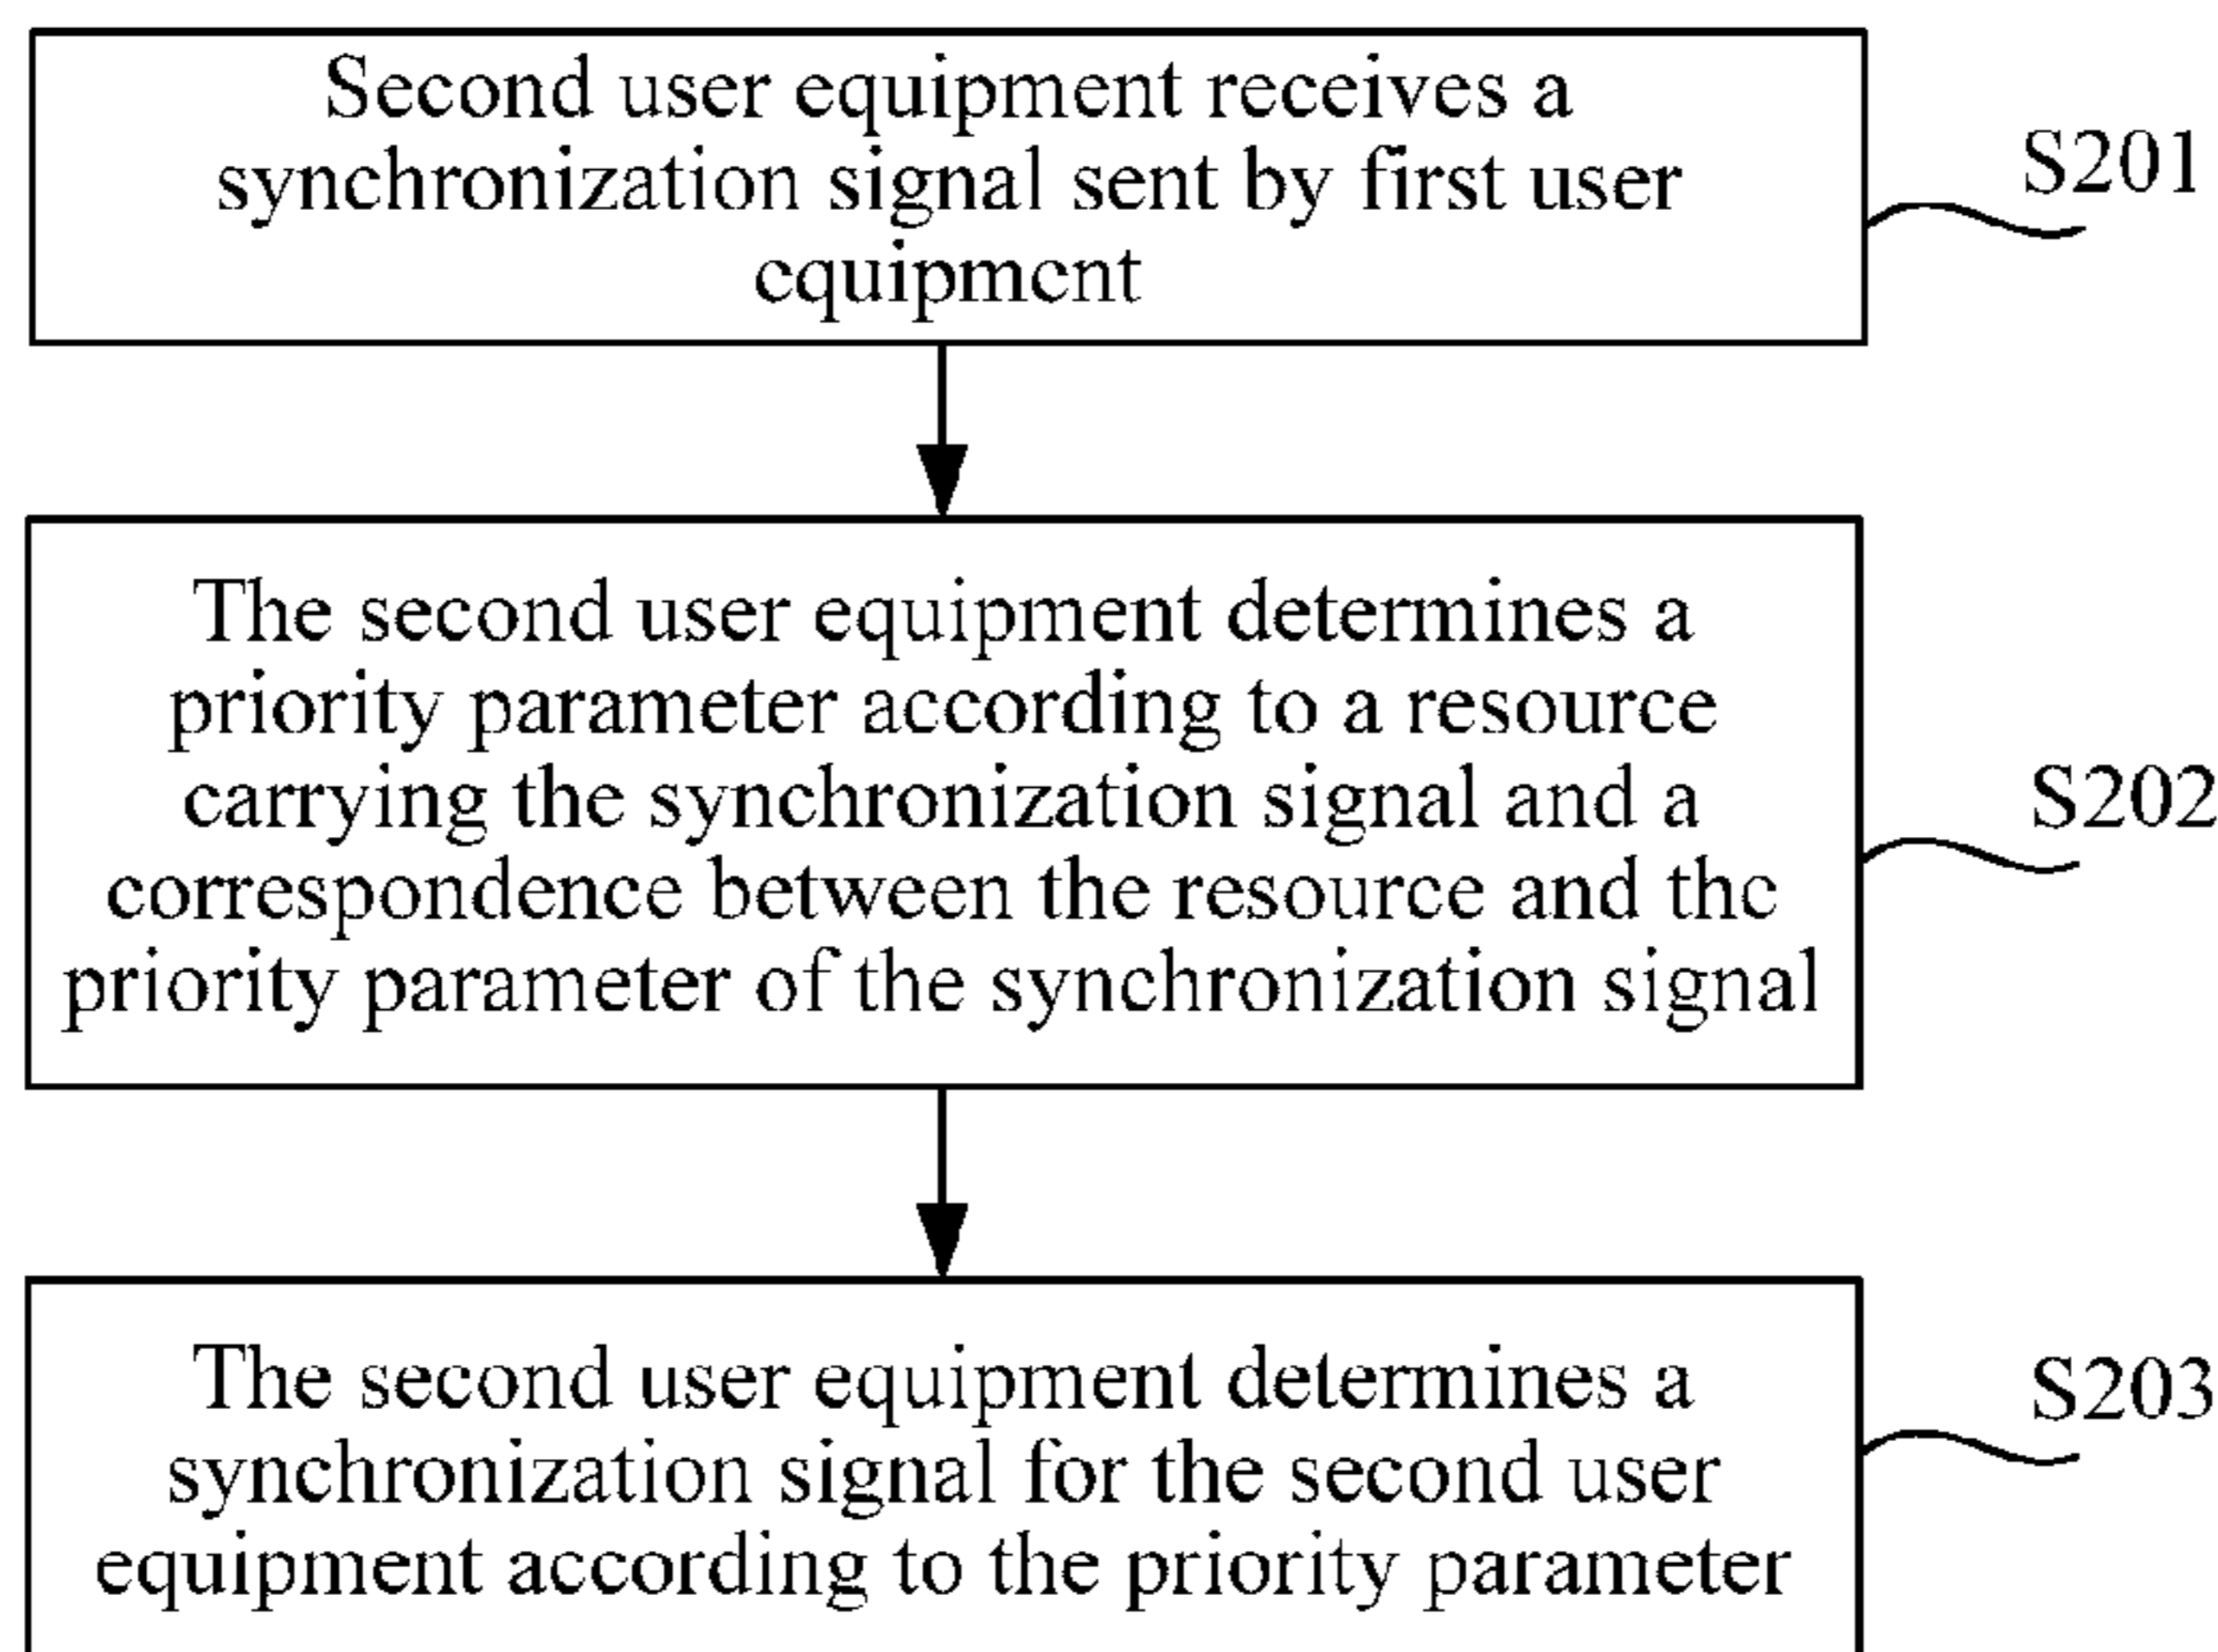 Second user equipment receives a
synchronization signal sent by first user
equipment
S201
The second user equipment determines a
priority parameter according to a resource
carrying the synchronization signal and a
correspondence between the resource and the
priority parameter of the synchronization signal
S202
The second user equipment determines a
synchronization signal for the second user
equipment according to the priority parameter
S203